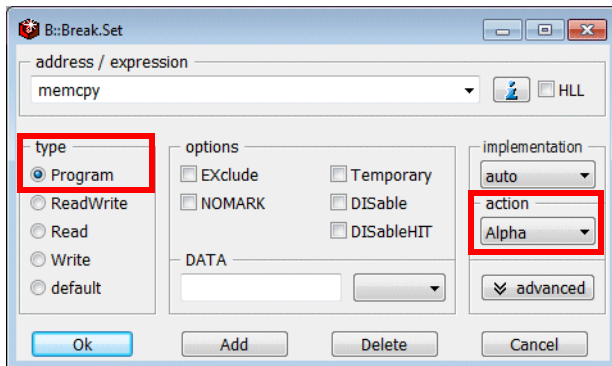 B::Break.Set
address / expression
memcpy
HLL
type
Program
ReadWrite
Read
Write
default
options
EXclude
NOMARK
Temporary
DISable
DISableHIT
DATA
implementation
auto
action
Alpha
advanced
Ok
Add
Delete
Cancel